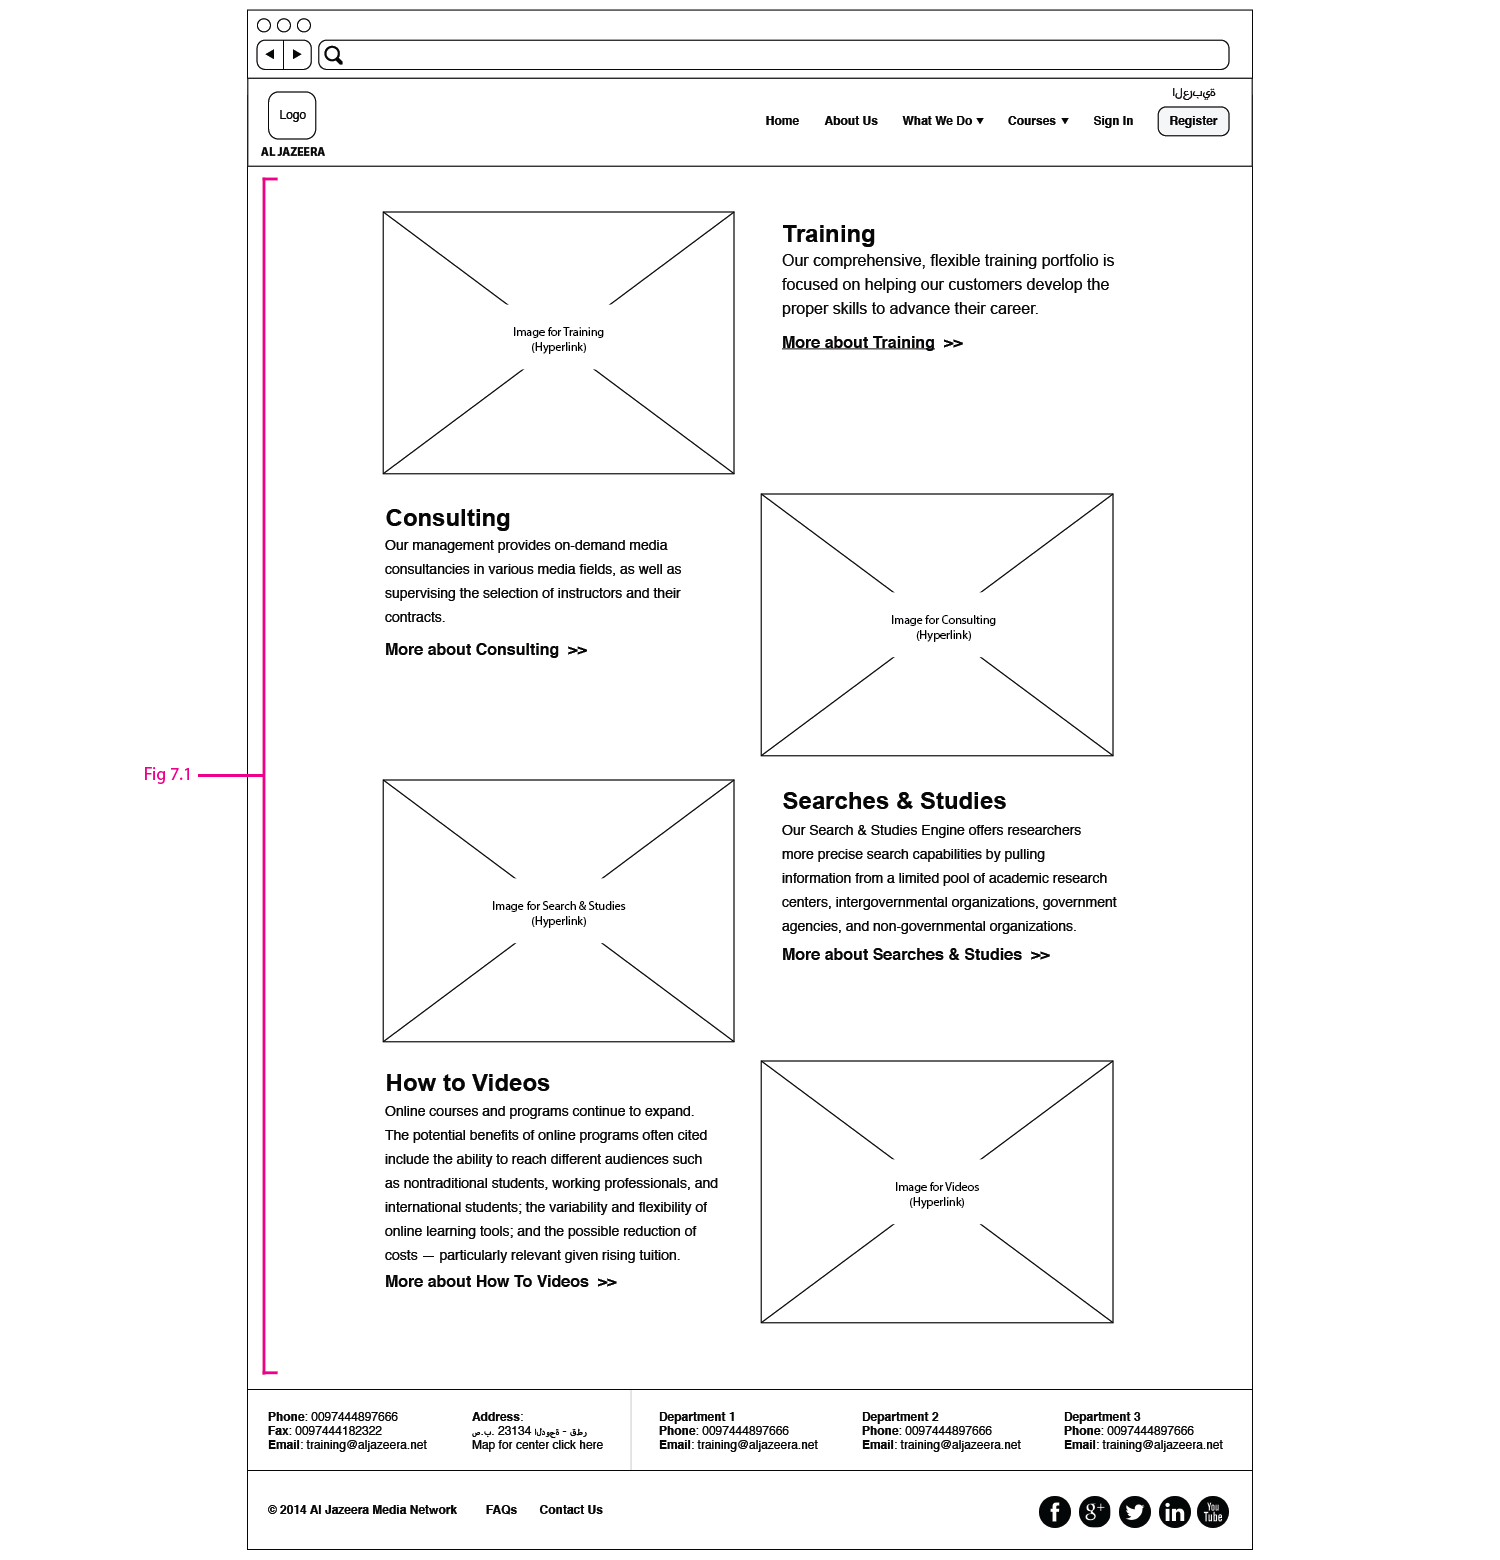 Logo
AL JAZEERA
العربية
Home About Us What We Do Courses Sign In Register
Image for Training
(Hyperlink)
Training
Our comprehensive, flexible training portfolio is
focused on helping our customers develop the
proper skills to advance their career.
More about Training >>
Consulting
Our management provides on-demand media
consultancies in various media fields, as well as
supervising the selection of instructors and their
contracts.
More about Consulting >>
Image for Consulting
(Hyperlink)
Fig 7.1
Image for Search & Studies
(Hyperlink)
Searches & Studies
Our Search & Studies Engine offers researchers
more precise search capabilities by pulling
information from a limited pool of academic research
centers, intergovernmental organizations, government
agencies, and non-governmental organizations.
More about Searches & Studies >>
How to Videos
Online courses and programs continue to expand.
The potential benefits of online programs often cited
include the ability to reach different audiences such
as nontraditional students, working professionals, and
international students; the variability and flexibility of
online learning tools; and the possible reduction of
costs — particularly relevant given rising tuition.
More about How To Videos >>
Image for Videos
(Hyperlink)
Phone: 0097444897666
Fax: 0097444182322
Email: training@aljazeera.net
Address:
ص.ب. 23134 الدوحة - قطر
Map for center click here
Department 1
Phone: 0097444897666
Email: training@aljazeera.net
Department 2
Phone: 0097444897666
Email: training@aljazeera.net
Department 3
Phone: 0097444897666
Email: training@aljazeera.net
© 2014 Al Jazeera Media Network FAQs Contact Us
f g+ in You Tube